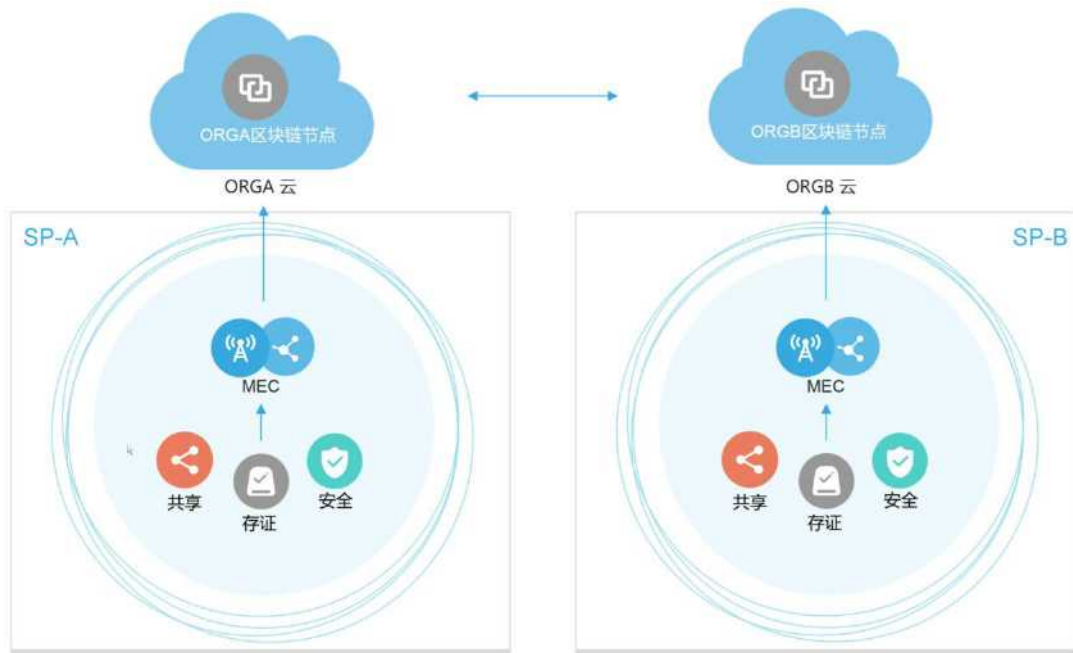 ORGA区块链节点
ORGB区块链节点
ORGA 云
ORGB 云
SP-A
SP-B
MEC
MEC
共享
存证
安全
共享
存证
安全